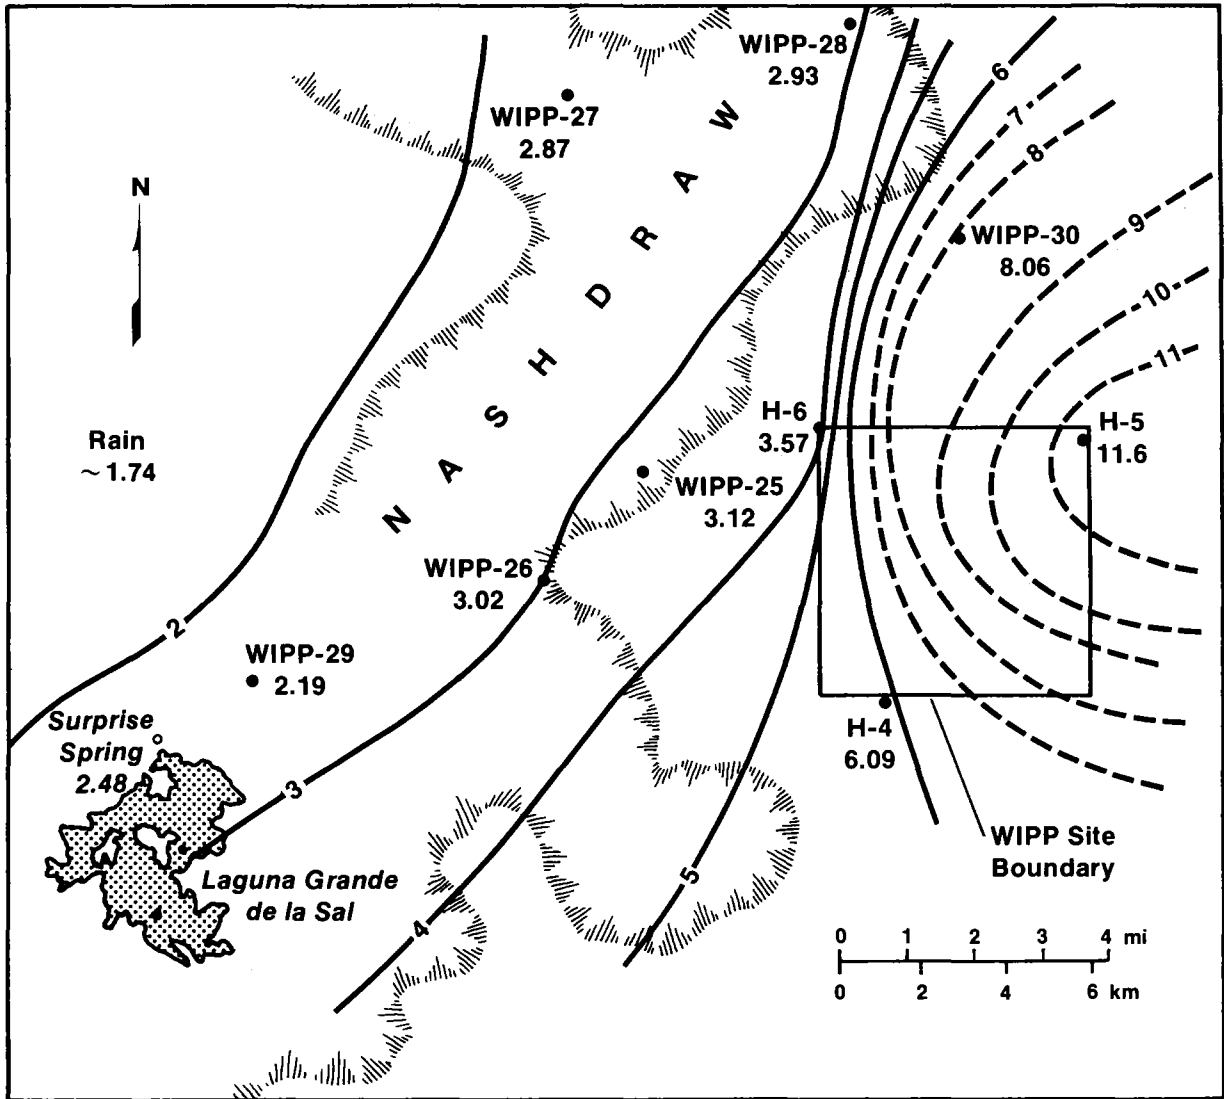 WIPP-28
2.93
6
7
8
WIPP-27
2.87
N
NASH DRAW
WIPP-30
8.06
9
10
11
Rain
~1.74
H-6
3.57
H-5
11.6
WIPP-25
3.12
WIPP-26
3.02
2
WIPP-29
2.19
Surprise
Spring
2.48
3
H-4
6.09
WIPP Site
Boundary
5
Laguna Grande
de la Sal
4
0 1 2 3 4 mi
0 2 4 6 km